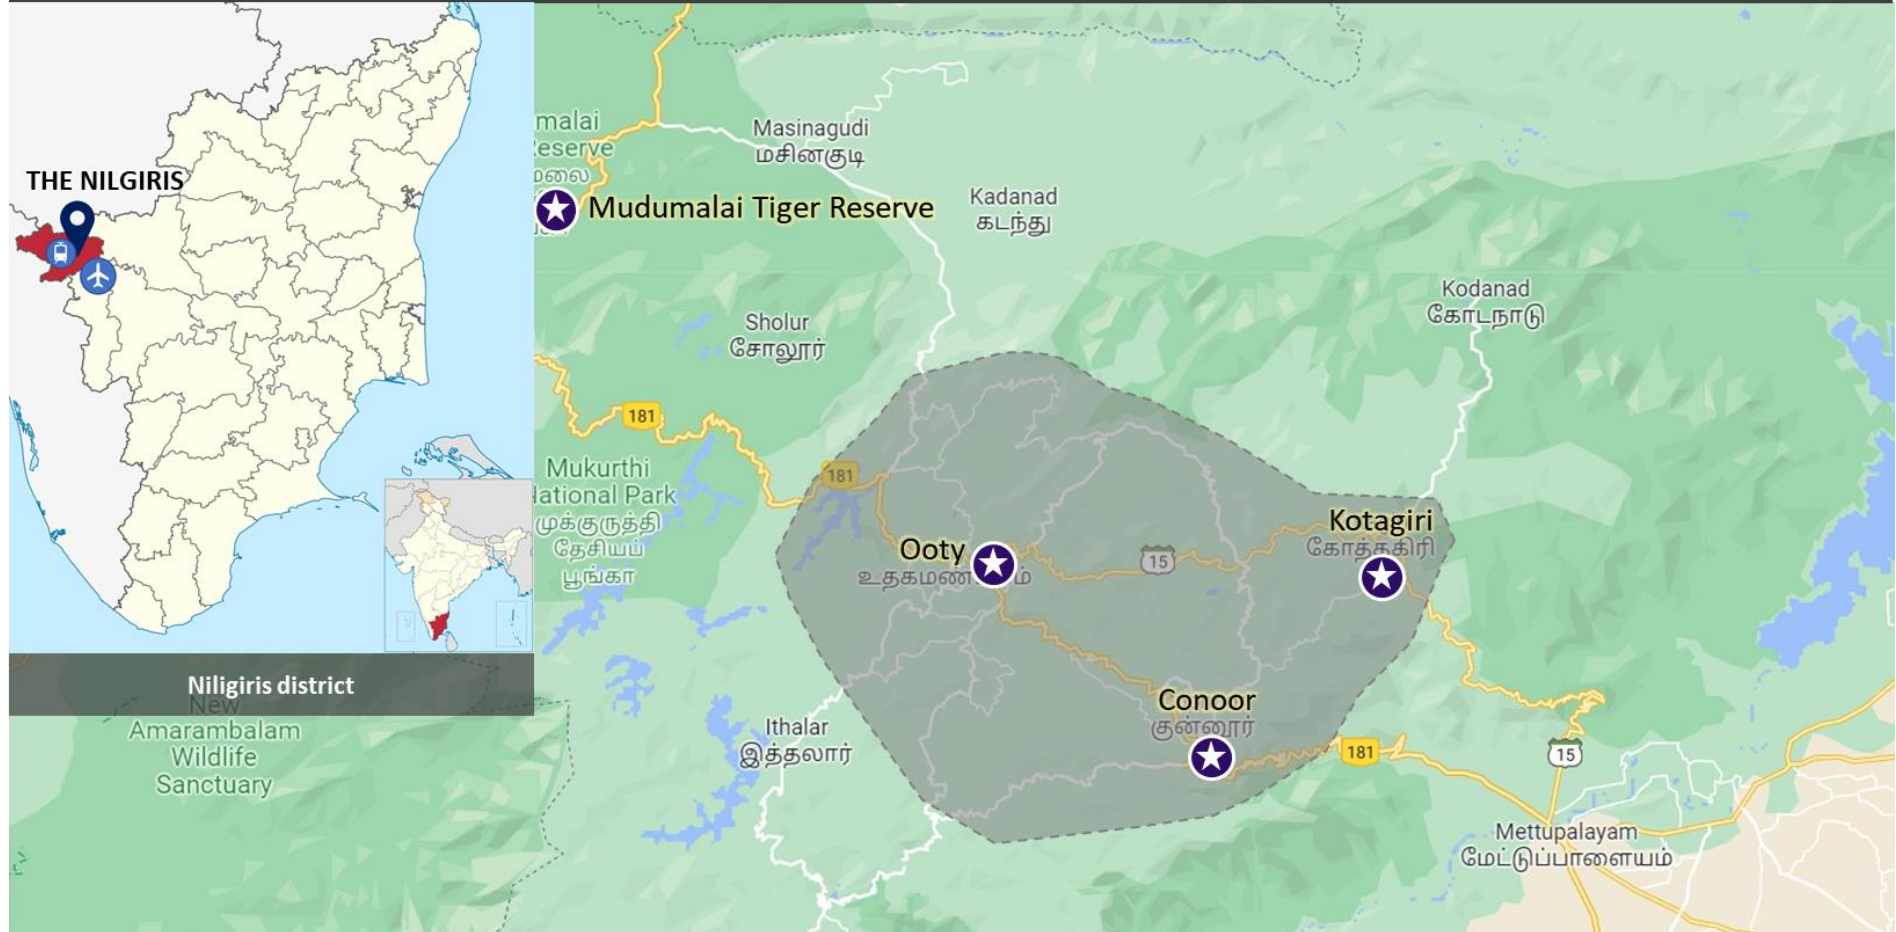 THE NILGIRIS
Niligiris district
New
Amarambalam
Wildlife
Sanctuary
malai
Reserve
Mudumalai Tiger Reserve
Masinagudi
மசினகுடி
Kadanad
கடந்து
Kodanad
கோடநாடு
Sholur
சோலூர்
181
Mukurthi
National Park
முக்குருத்தி
தேசியப்
பூங்கா
181
Ooty
15
Kotagiri
கோத்தகிரி
Conoor
குன்னூர்
Ithalar
இத்தலார்
181
15
Mettupalayam
மேட்டுப்பாளையம்